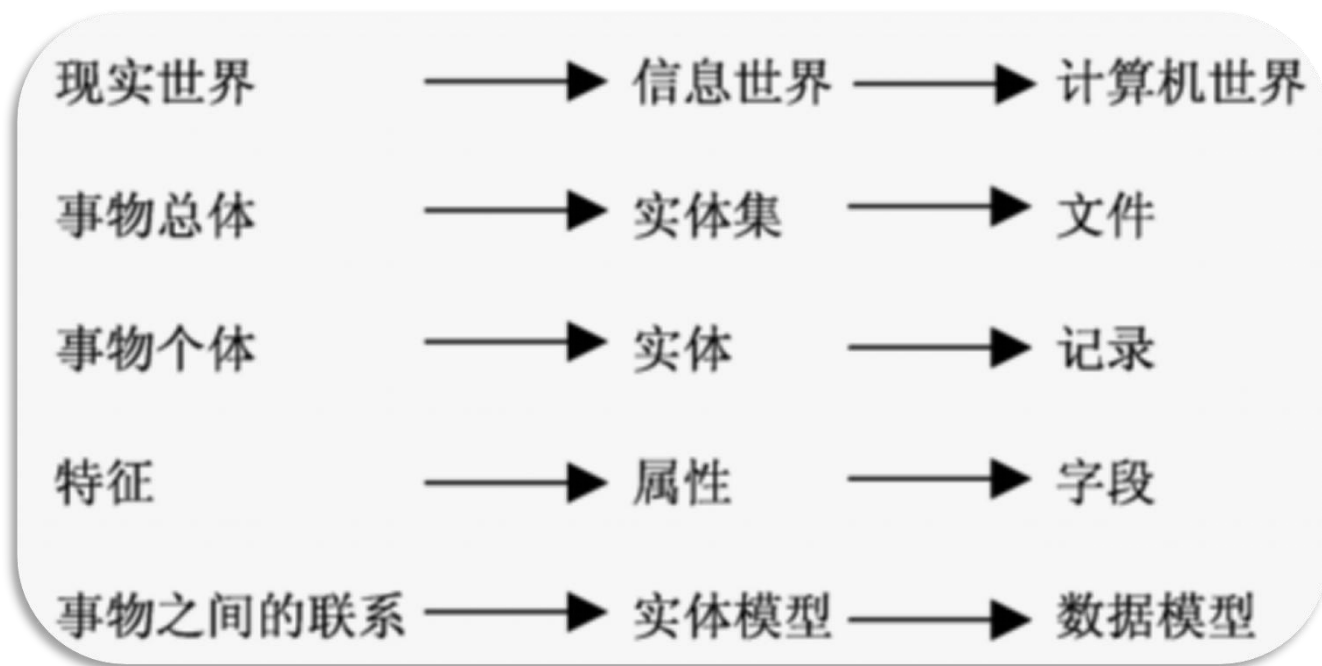 现实世界 信息世界 计算机世界
事物总体 实体集 文件
事物个体 实体 记录
特征 属性 字段
事物之间的联系 实体模型 数据模型